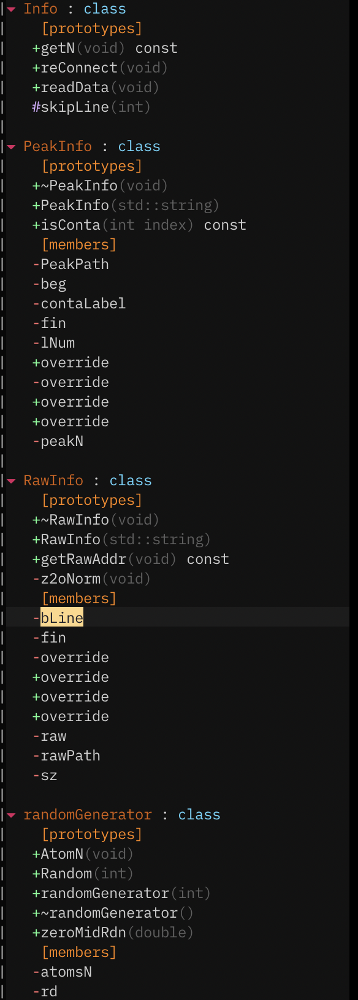 Info : class
[prototypes]
+getN(void) const
+reConnect(void)
+readData(void)
#skipLine(int)
PeakInfo : class
[prototypes]
+~PeakInfo(void)
+PeakInfo(std::string)
+isConta(int index) const
[members]
-PeakPath
-beg
-contaLabel
-fin
-lNum
+override
-override
+override
+override
-peakN
RawInfo : class
[prototypes]
+~RawInfo(void)
+RawInfo(std::string)
+getRawAddr(void) const
-z2oNorm(void)
[members]
-bLine
-fin
-override
+override
+override
+override
-raw
-rawPath
-sz
randomGenerator : class
[prototypes]
+AtomN(void)
+Random(int)
+randomGenerator(int)
+~randomGenerator()
+zeroMidRdn(double)
[members]
-atomsN
-rd